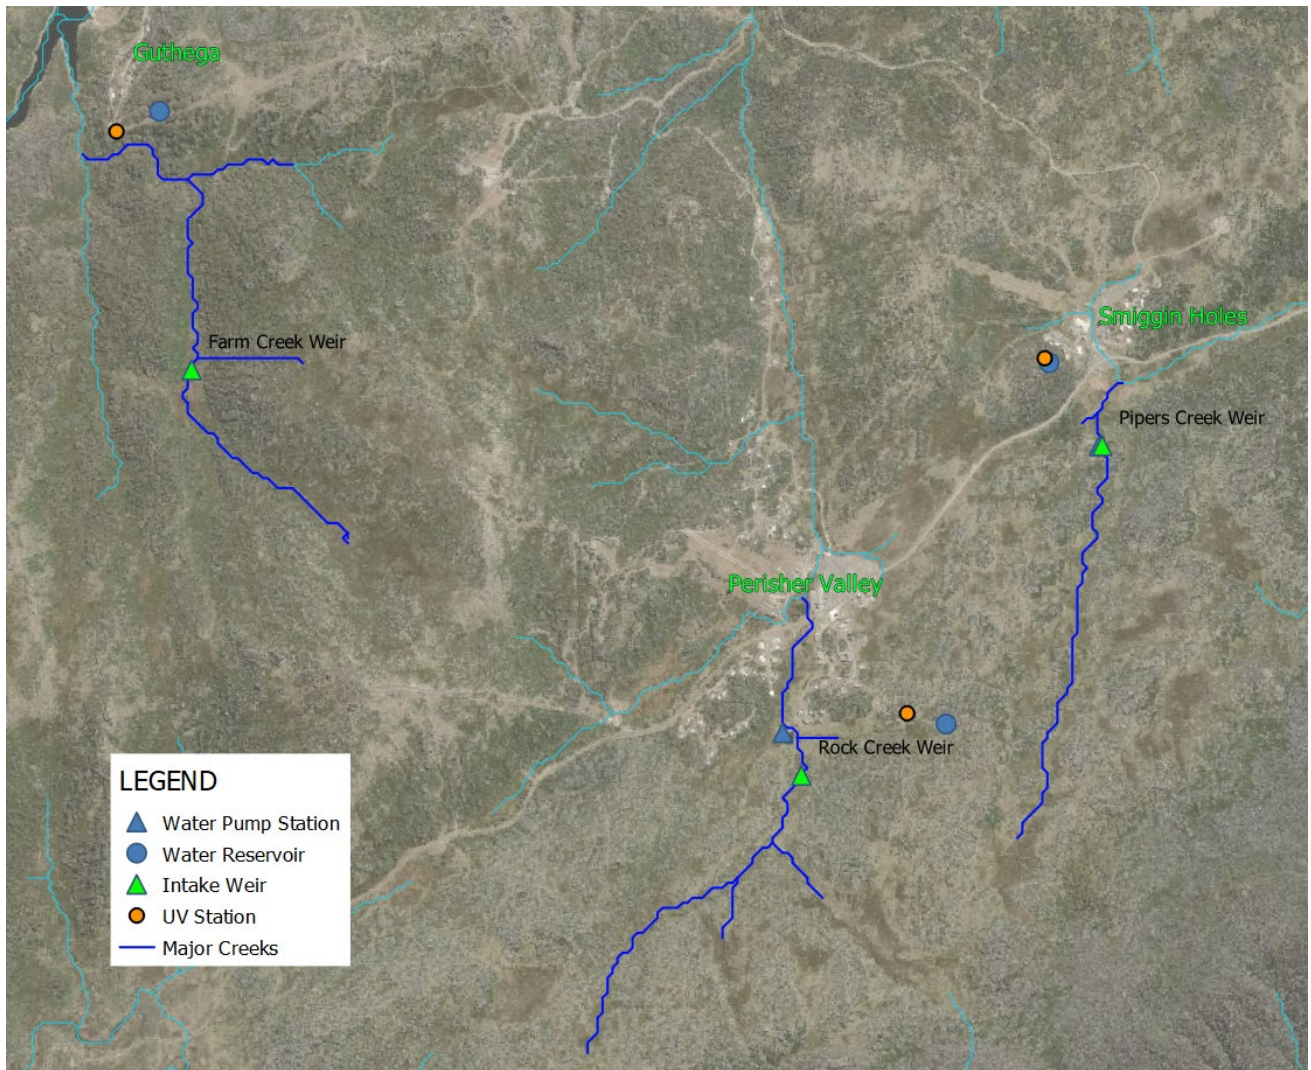 Guthega
Smiggin Holes
Farm Creek Weir
Pipers Creek Weir
Perisher Valley
Rock Creek Weir
LEGEND
Water Pump Station
Water Reservoir
Intake Weir
UV Station
Major Creeks